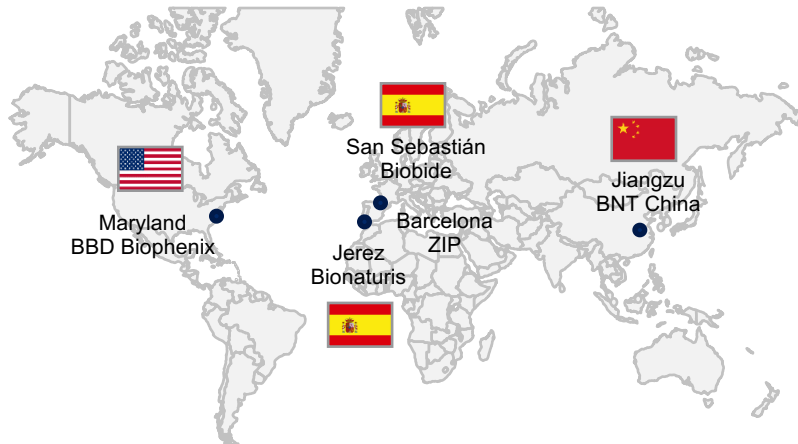 San Sebastián
Biobide
Jiangzu
BNT China
Maryland
BBD Biophenix
Barcelona
ZIP
Jerez
Bionaturis